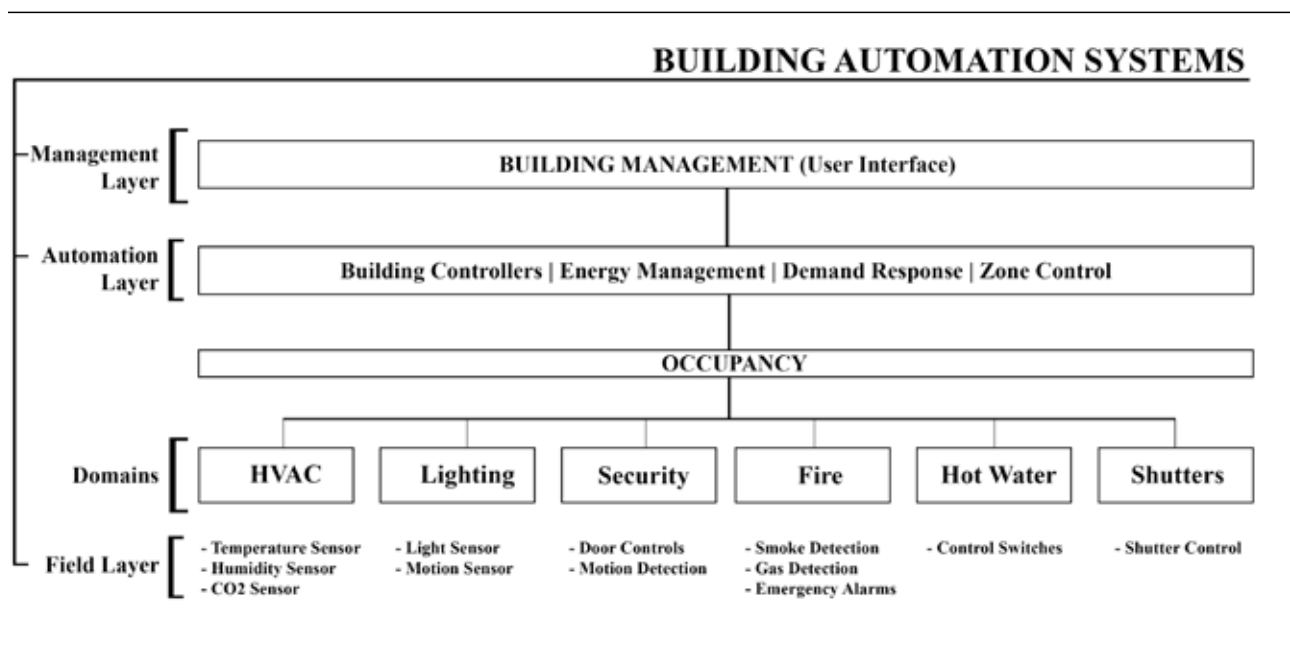 BUILDING AUTOMATION SYSTEMS
Management
Layer
BUILDING MANAGEMENT (User Interface)
Automation
Layer
Building Controllers | Energy Management | Demand Response | Zone Control
OCCUPANCY
Domains
HVAC
Lighting
Security
Fire
Hot Water
Shutters
Field Layer
- Temperature Sensor
- Humidity Sensor
- CO2 Sensor
- Light Sensor
- Motion Sensor
- Door Controls
- Motion Detection
- Smoke Detection
- Gas Detection
- Emergency Alarms
- Control Switches
- Shutter Control